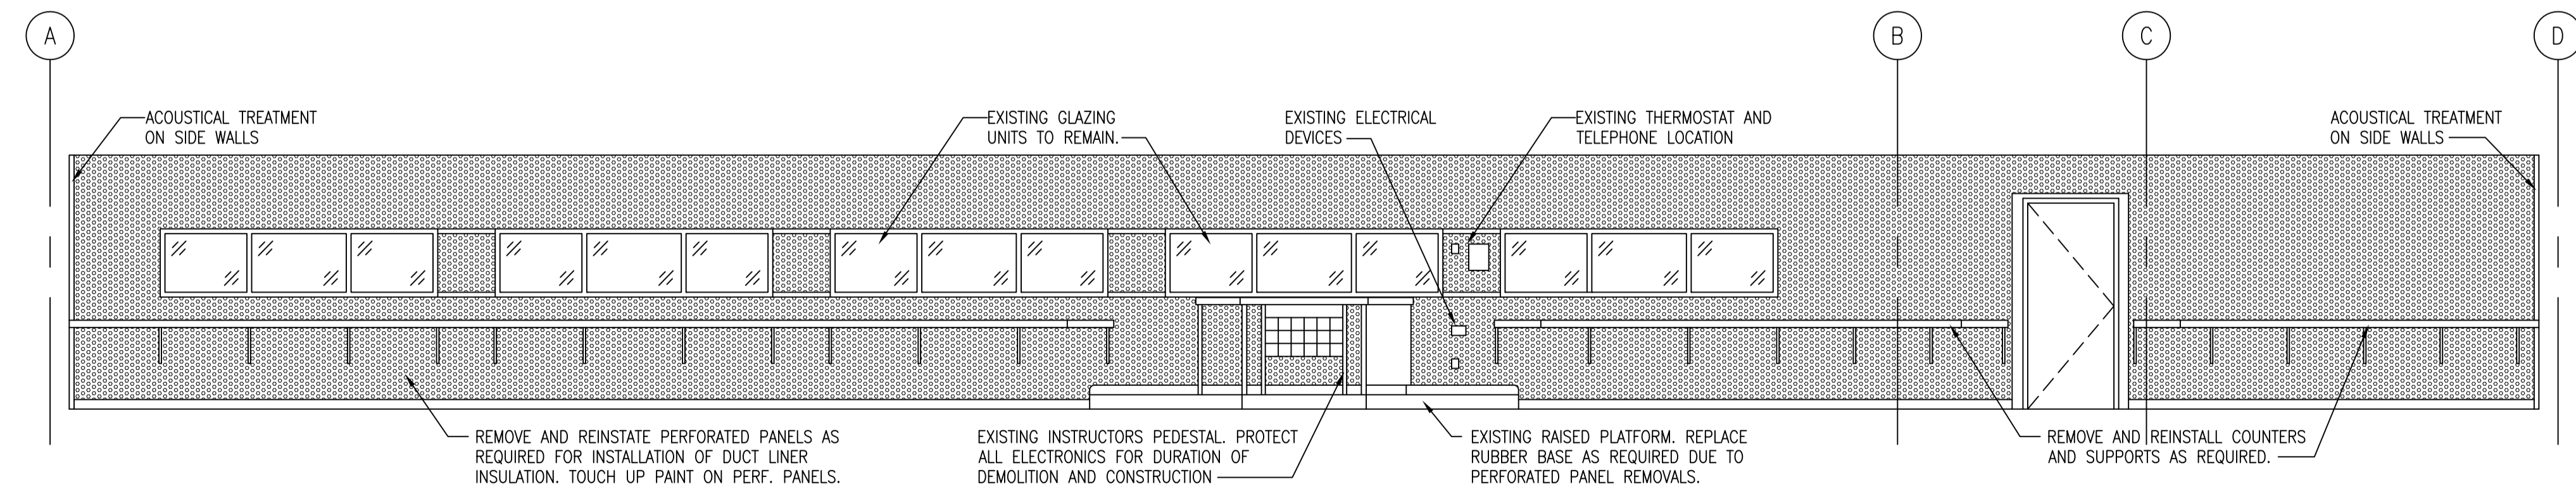 A
B
C
D
ACOUSTICAL TREATMENT
ON SIDE WALLS
EXISTING GLAZING
UNITS TO REMAIN.
EXISTING ELECTRICAL
DEVICES
EXISTING THERMOSTAT AND
TELEPHONE LOCATION
ACOUSTICAL TREATMENT
ON SIDE WALLS
REMOVE AND REINSTATE PERFORATED PANELS AS
REQUIRED FOR INSTALLATION OF DUCT LINER
INSULATION. TOUCH UP PAINT ON PERF. PANELS.
EXISTING INSTRUCTORS PEDESTAL. PROTECT
ALL ELECTRONICS FOR DURATION OF
DEMOLITION AND CONSTRUCTION
EXISTING RAISED PLATFORM. REPLACE
RUBBER BASE AS REQUIRED DUE TO
PERFORATED PANEL REMOVALS.
REMOVE AND REINSTALL COUNTERS
AND SUPPORTS AS REQUIRED.